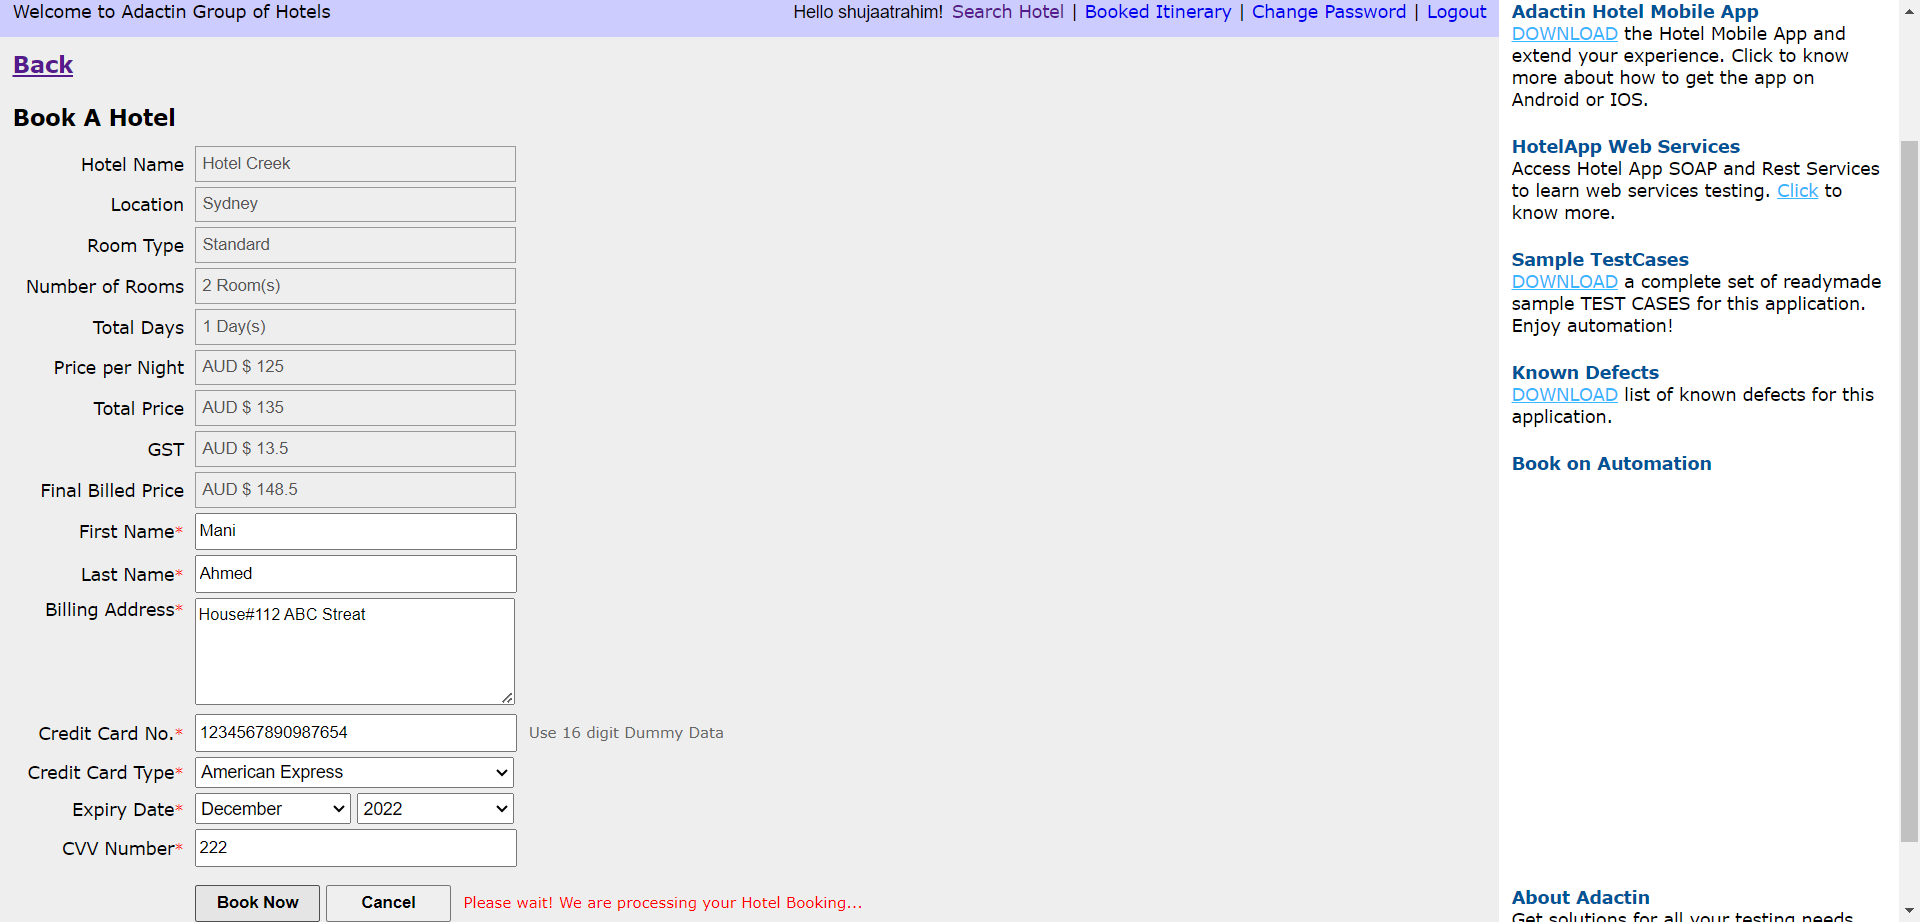 Welcome to Adactin Group of Hotels
Hello shujaatrahim! Search Hotel | Booked Itinerary | Change Password | Logout
Back
Book A Hotel
Hotel Name Hotel Creek
Location Sydney
Room Type Standard
Number of Rooms 2 Room(s)
Total Days 1 Day(s)
Price per Night AUD $ 125
Total Price AUD $ 135
GST AUD $ 13.5
Final Billed Price AUD $ 148.5
First Name* Mani
Last Name* Ahmed
Billing Address* House#112 ABC Streat
Credit Card No.* 1234567890987654 Use 16 digit Dummy Data
Credit Card Type* American Express
Expiry Date* December 2022
CVV Number* 222
Book Now Cancel Please wait! We are processing your Hotel Booking...
Adactin Hotel Mobile App
DOWNLOAD the Hotel Mobile App and
extend your experience. Click to know
more about how to get the app on
Android or IOS.
HotelApp Web Services
Access Hotel App SOAP and Rest Services
to learn web services testing. Click to
know more.
Sample TestCases
DOWNLOAD a complete set of readymade
sample TEST CASES for this application.
Enjoy automation!
Known Defects
DOWNLOAD list of known defects for this
application.
Book on Automation
About Adactin
Get solutions for all your testing needs